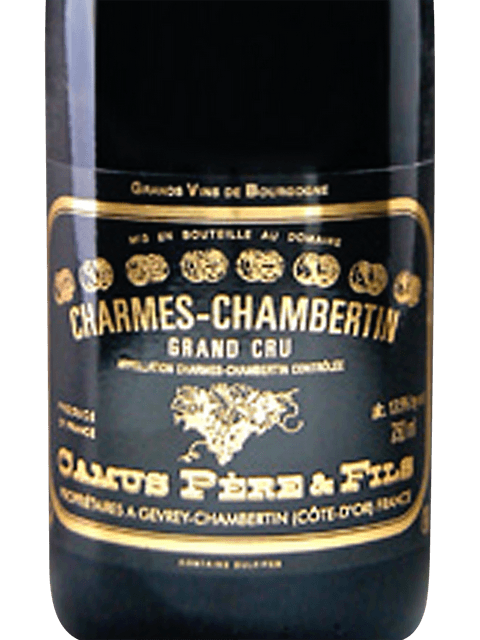 GRANDS VINS DE BOURGOGNE
MIS EN BOUTEILLE AU DOMAINE
CHARMES-CHAMBERTIN
GRAND CRU
APPELLATION CHARMES-CHAMBERTIN CONTRÔLÉE
PRODUCE
OF FRANCE
750 ml
CAMUS PÈRE & FILS
PROPRIÉTAIRES A GEVREY-CHAMBERTIN (CÔTE-D'OR) FRANCE
CONTAINS SULFITES